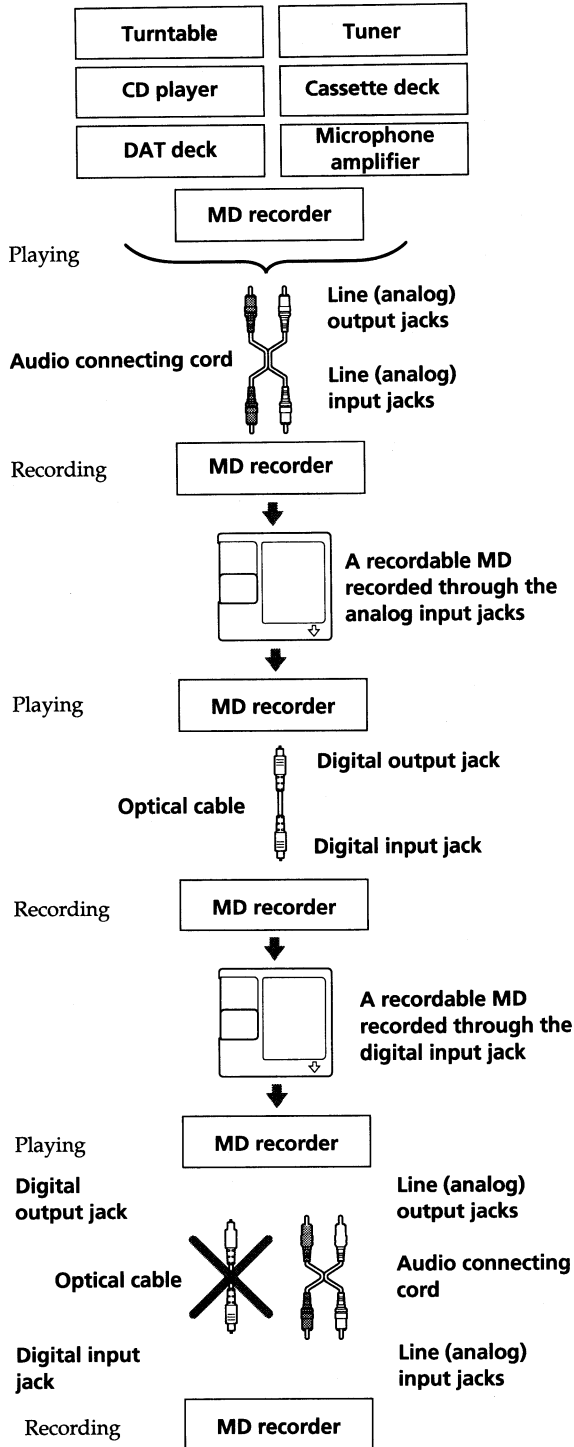 Turntable
Tuner
CD player
Cassette deck
DAT deck
Microphone
amplifier
MD recorder
Playing
Line (analog)
output jacks
Audio connecting cord
Line (analog)
input jacks
Recording
MD recorder
A recordable MD
recorded through the
analog input jacks
Playing
MD recorder
Digital output jack
Optical cable
Digital input jack
Recording
MD recorder
A recordable MD
recorded through the
digital input jack
Playing
MD recorder
Digital
output jack
Line (analog)
output jacks
Optical cable
Audio connecting
cord
Digital input
jack
Line (analog)
input jacks
Recording
MD recorder